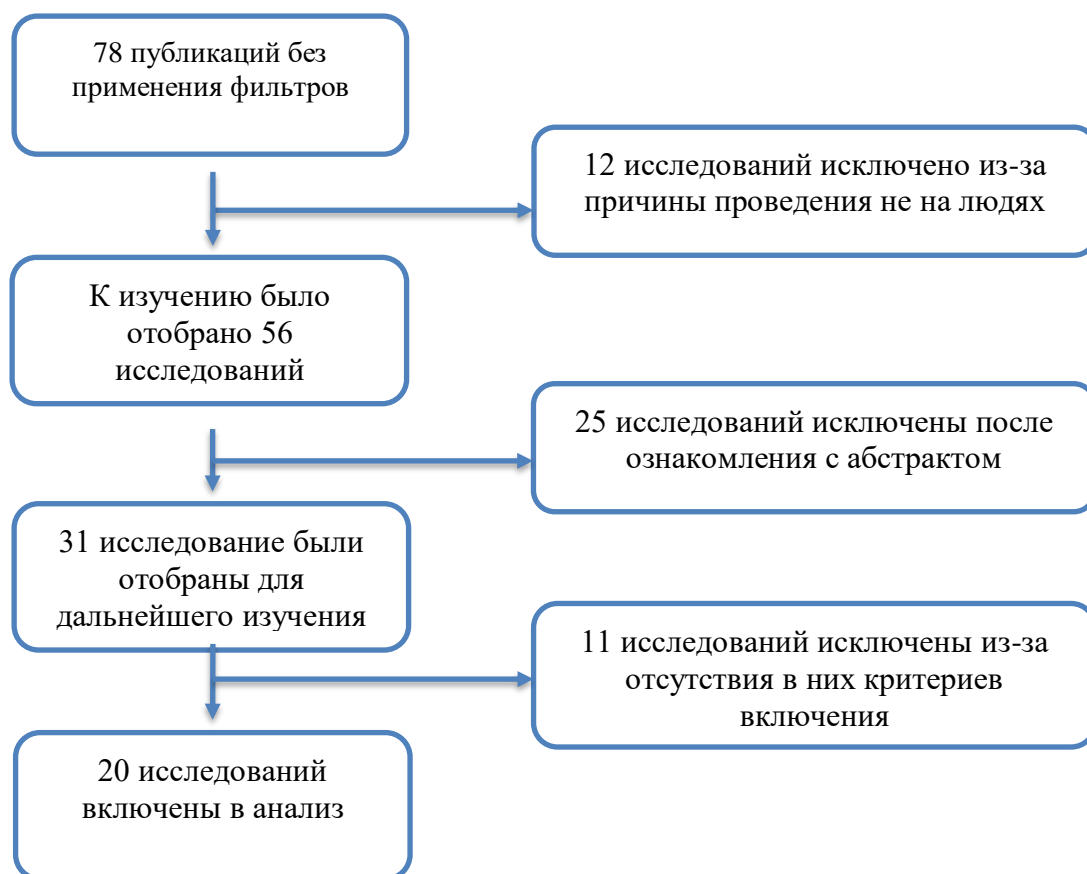 78 публикаций без
применения фильтров
12 исследований исключено из-за
причины проведения не на людях
К изучению было
отобрано 56
исследований
25 исследований исключены после
ознакомления с абстрактом
31 исследование были
отобраны для
дальнейшего изучения
11 исследований исключены из-за
отсутствия в них критериев
включения
20 исследований
включены в анализ